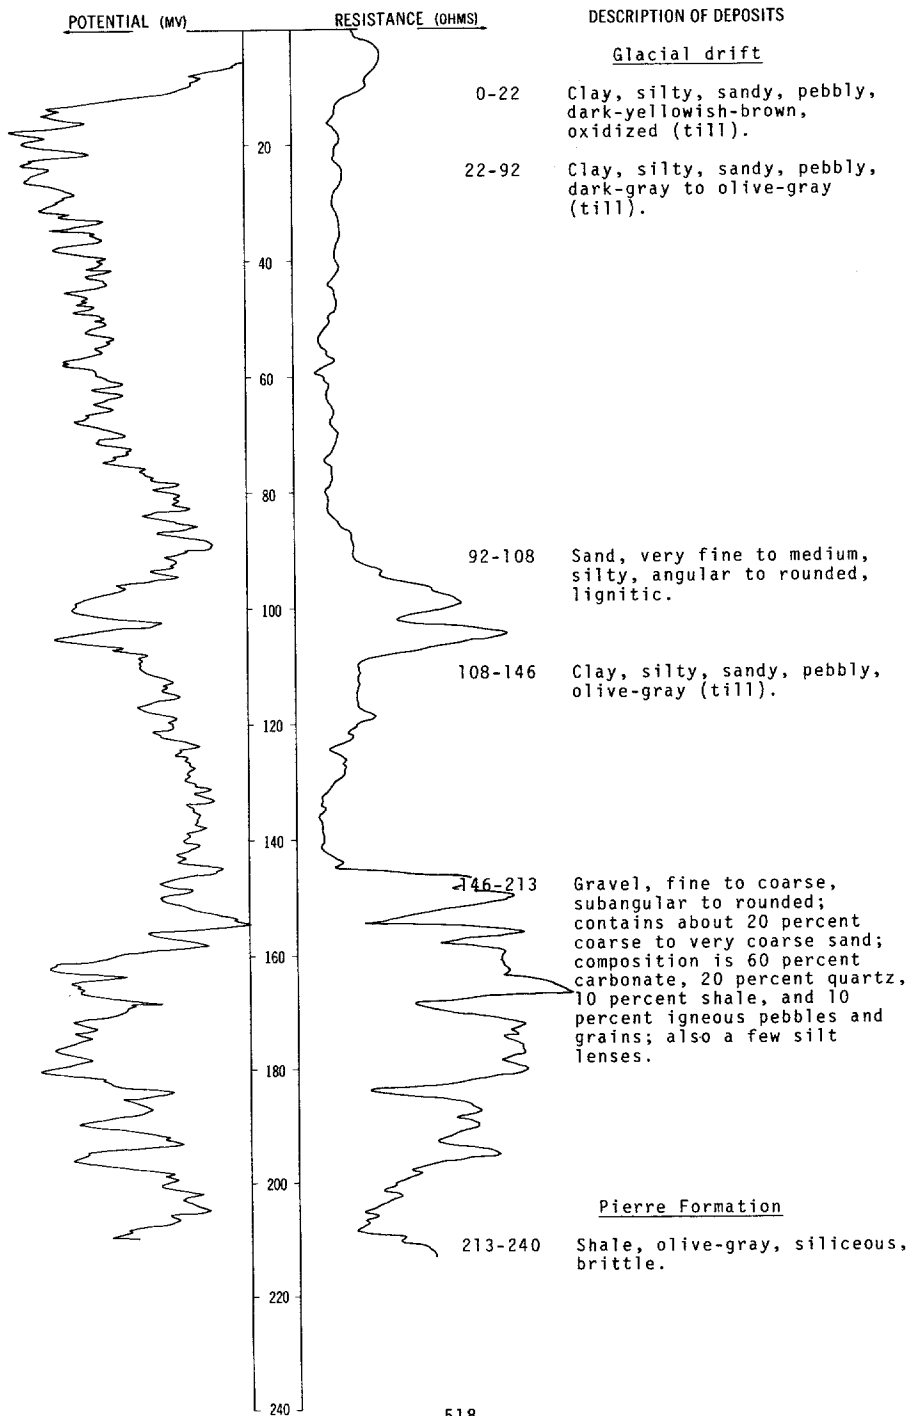 POTENTIAL (MV)
RESISTANCE (OHMS)
DESCRIPTION OF DEPOSITS
Glacial drift
0-22 Clay, silty, sandy, pebbly,
dark-yellowish-brown,
oxidized (till).
20
22-92 Clay, silty, sandy, pebbly,
dark-gray to olive-gray
(till).
40
60
80
92-108 Sand, very fine to medium,
silty, angular to rounded,
lignitic.
100
108-146 Clay, silty, sandy, pebbly,
olive-gray (till).
120
140
146-213 Gravel, fine to coarse,
subangular to rounded;
contains about 20 percent
coarse to very coarse sand;
composition is 60 percent
carbonate, 20 percent quartz,
10 percent shale, and 10
percent igneous pebbles and
grains; also a few silt
lenses.
160
180
200
Pierre Formation
213-240 Shale, olive-gray, siliceous,
brittle.
220
240
518